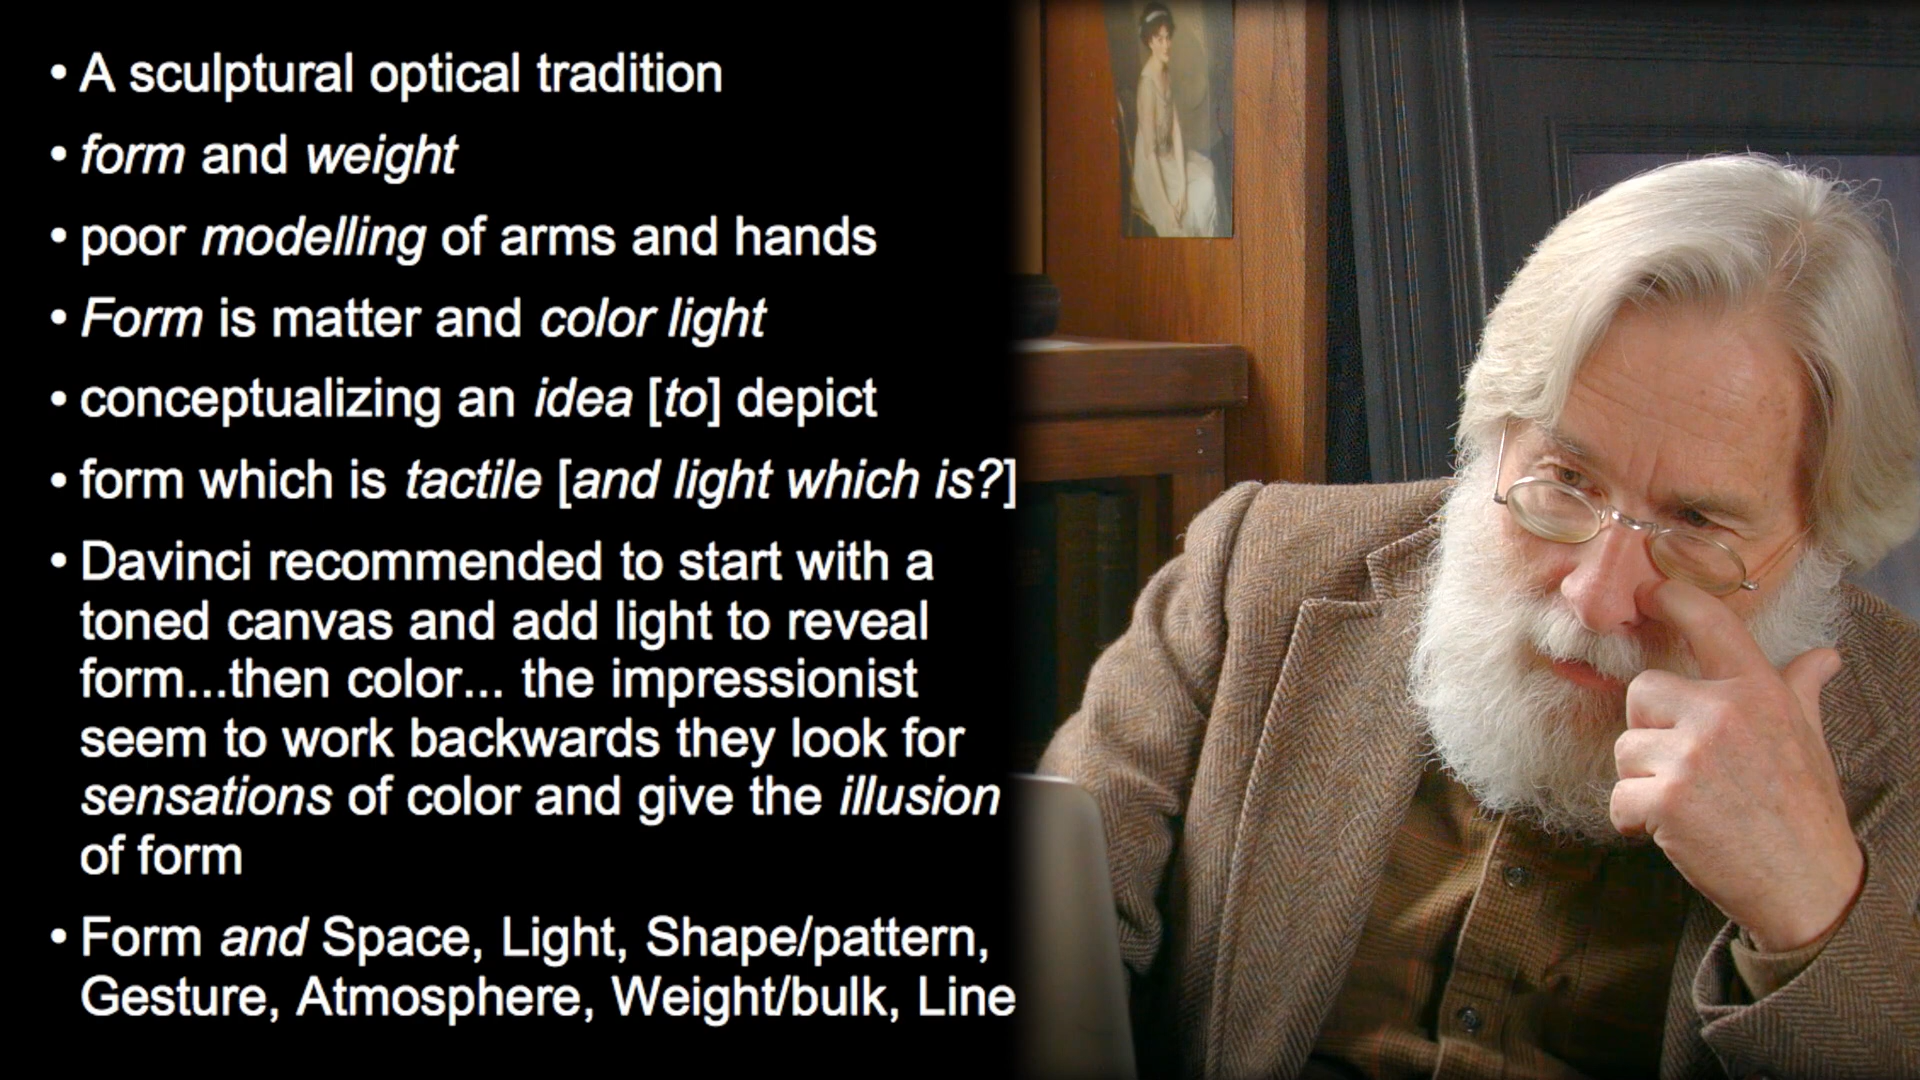 • A sculptural optical tradition
• form and weight
• poor modelling of arms and hands
• Form is matter and color light
• conceptualizing an idea [to] depict
• form which is tactile [and light which is?]
• Davinci recommended to start with a
toned canvas and add light to reveal
form...then color... the impressionist
seem to work backwards they look for
sensations of color and give the illusion
of form
• Form and Space, Light, Shape/pattern,
Gesture, Atmosphere, Weight/bulk, Line